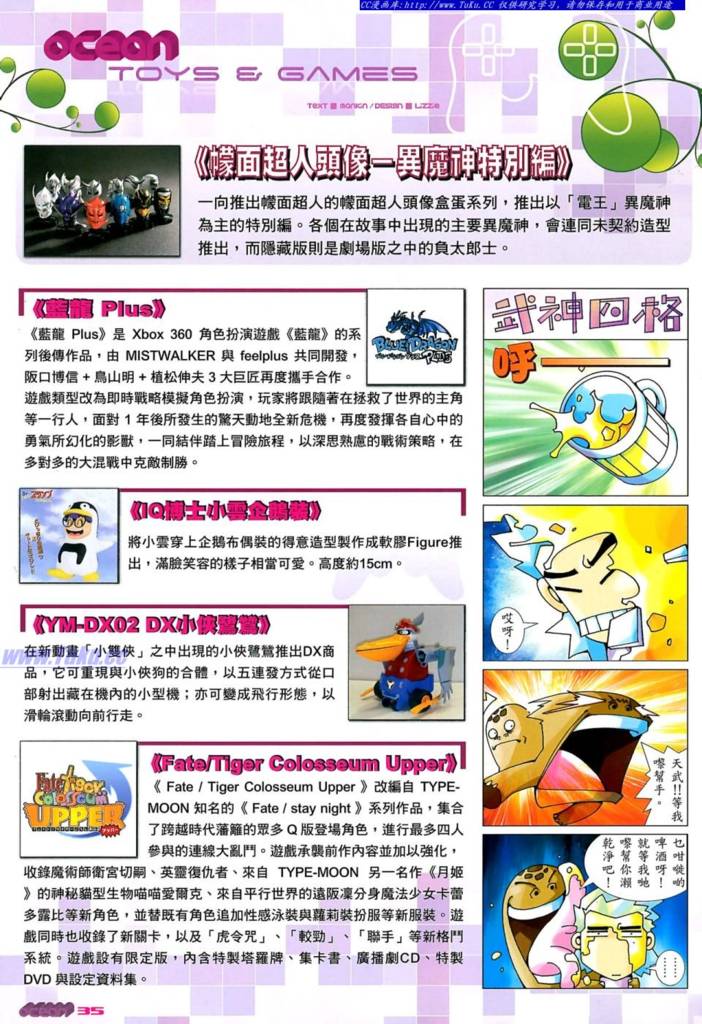 CC漫画库:http://www.TuKu.CC 仅供研究学习，请勿保存和用于商业用途
OCEAN
TOYS & GAMES
《幪面超人頭像－異魔神特別編》
一向推出幪面超人的幪面超人頭像盒蛋系列，推出以「電王」異魔神
為主的特別編。各個在故事中出現的主要異魔神，會連同未契約造型
推出，而隱藏版則是劇場版之中的負太郎士。
《藍龍 Plus》
《藍龍 Plus》是 Xbox 360 角色扮演遊戲《藍龍》的系
列後傳作品，由 MISTWALKER 與 feelplus 共同開發，
阪口博信＋鳥山明＋植松伸夫 3 大巨匠再度攜手合作。
遊戲類型改為即時戰略模擬角色扮演，玩家將跟隨著在拯救了世界的主角
等一行人，面對 1 年後所發生的驚天動地全新危機，再度發揮各自心中的
勇氣所幻化的影獸，一同結伴踏上冒險旅程，以深思熟慮的戰術策略，在
多對多的大混戰中克敵制勝。
BLUE DRAGON
PLUS
《IQ博士小雲企鵝裝》
將小雲穿上企鵝布偶裝的得意造型製作成軟膠Figure推
出，滿臉笑容的樣子相當可愛。高度約15cm。
《YM-DX02 DX小俠鷺鷥》
在新動畫「小雙俠」之中出現的小俠鷺鷥推出DX商
品，它可重現與小俠狗的合體，以五連發方式從口
部射出藏在機內的小型機；亦可變成飛行形態，以
滑輪滾動向前行走。
www.TuKu.cc
《Fate/Tiger Colosseum Upper》
《 Fate / Tiger Colosseum Upper 》改編自 TYPE-
MOON 知名的《 Fate / stay night 》系列作品，集合
了跨越時代藩籬的眾多 Q 版登場角色，進行最多四人
參與的連線大亂鬥。遊戲承襲前作內容並加以強化，
收錄魔術師衛宮切嗣、英靈復仇者、來自 TYPE-MOON 另一名作《月姬
》的神秘貓型生物喵喵愛爾克、來自平行世界的遠阪凜分身魔法少女卡蕾
多露比等新角色，並替既有角色追加性感泳裝與蘿莉裝扮服等新服裝。遊
戲同時也收錄了新關卡，以及「虎令咒」、「較勁」、「聯手」等新格鬥
系統。遊戲設有限定版，內含特製塔羅牌、集卡書、廣播劇CD、特製
DVD 與設定資料集。
Fate/Tiger
COLOSSEUM
UPPER
武神四格
呼
哎呀！
天武!!等我
嚟幫手。
乜咁嘥的
啤酒呀！
就等我哋
嚟幫你瀨
乾淨吧！
⋯⋯
OCEAN 35